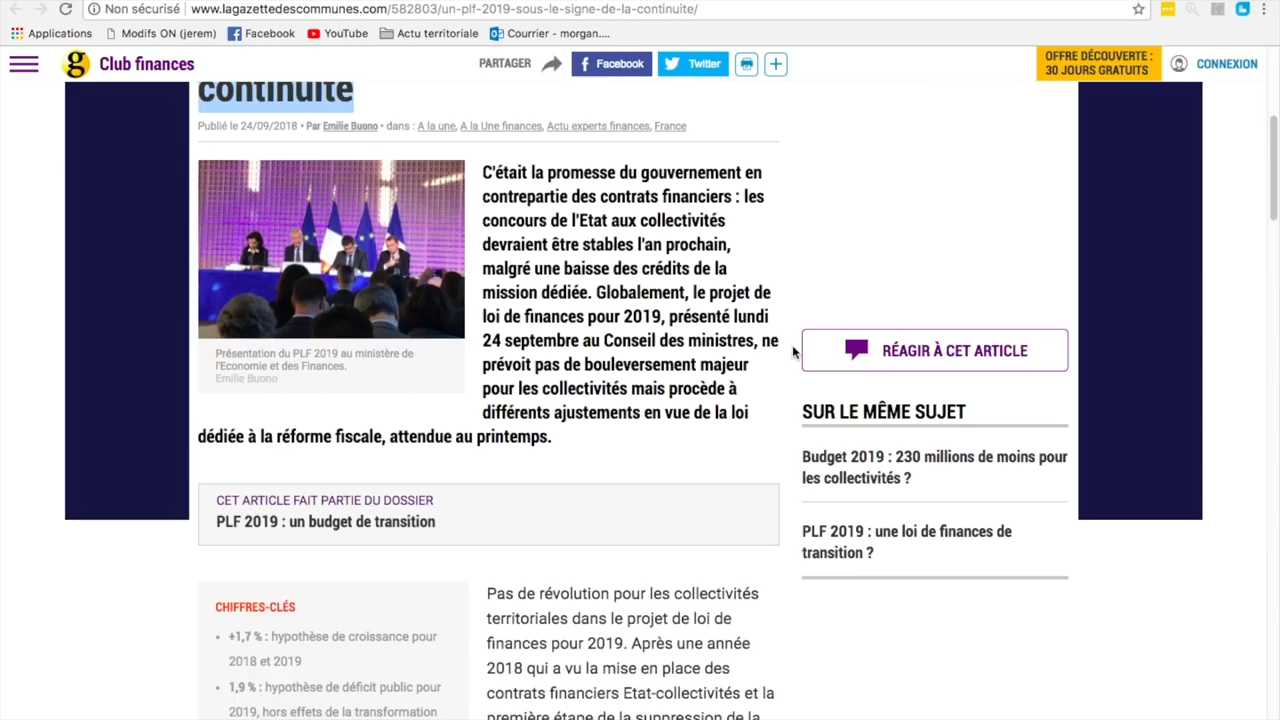 Non sécurisé | www.lagazettedescommunes.com/582803/un-plf-2019-sous-le-signe-de-la-continuite/
Applications Modifs ON (jerem) Facebook YouTube Actu territoriale Courrier - morgan....
g Club finances PARTAGER Facebook Twitter OFFRE DÉCOUVERTE :
30 JOURS GRATUITS CONNEXION
continuité
Publié le 24/09/2018 • Par Emilie Buono • dans : A la une, A la Une finances, Actu experts finances, France
C'était la promesse du gouvernement en
contrepartie des contrats financiers : les
concours de l'Etat aux collectivités
devraient être stables l'an prochain,
malgré une baisse des crédits de la
mission dédiée. Globalement, le projet de
loi de finances pour 2019, présenté lundi
24 septembre au Conseil des ministres, ne
prévoit pas de bouleversement majeur
pour les collectivités mais procède à
différents ajustements en vue de la loi
dédiée à la réforme fiscale, attendue au printemps.
Présentation du PLF 2019 au ministère de
l'Economie et des Finances.
Emilie Buono
CET ARTICLE FAIT PARTIE DU DOSSIER
PLF 2019 : un budget de transition
CHIFFRES-CLÉS
• +1,7 % : hypothèse de croissance pour
2018 et 2019
• 1,9 % : hypothèse de déficit public pour
2019, hors effets de la transformation
Pas de révolution pour les collectivités
territoriales dans le projet de loi de
finances pour 2019. Après une année
2018 qui a vu la mise en place des
contrats financiers Etat-collectivités et la
première étape de la suppression de la
RÉAGIR À CET ARTICLE
SUR LE MÊME SUJET
Budget 2019 : 230 millions de moins pour
les collectivités ?
PLF 2019 : une loi de finances de
transition ?